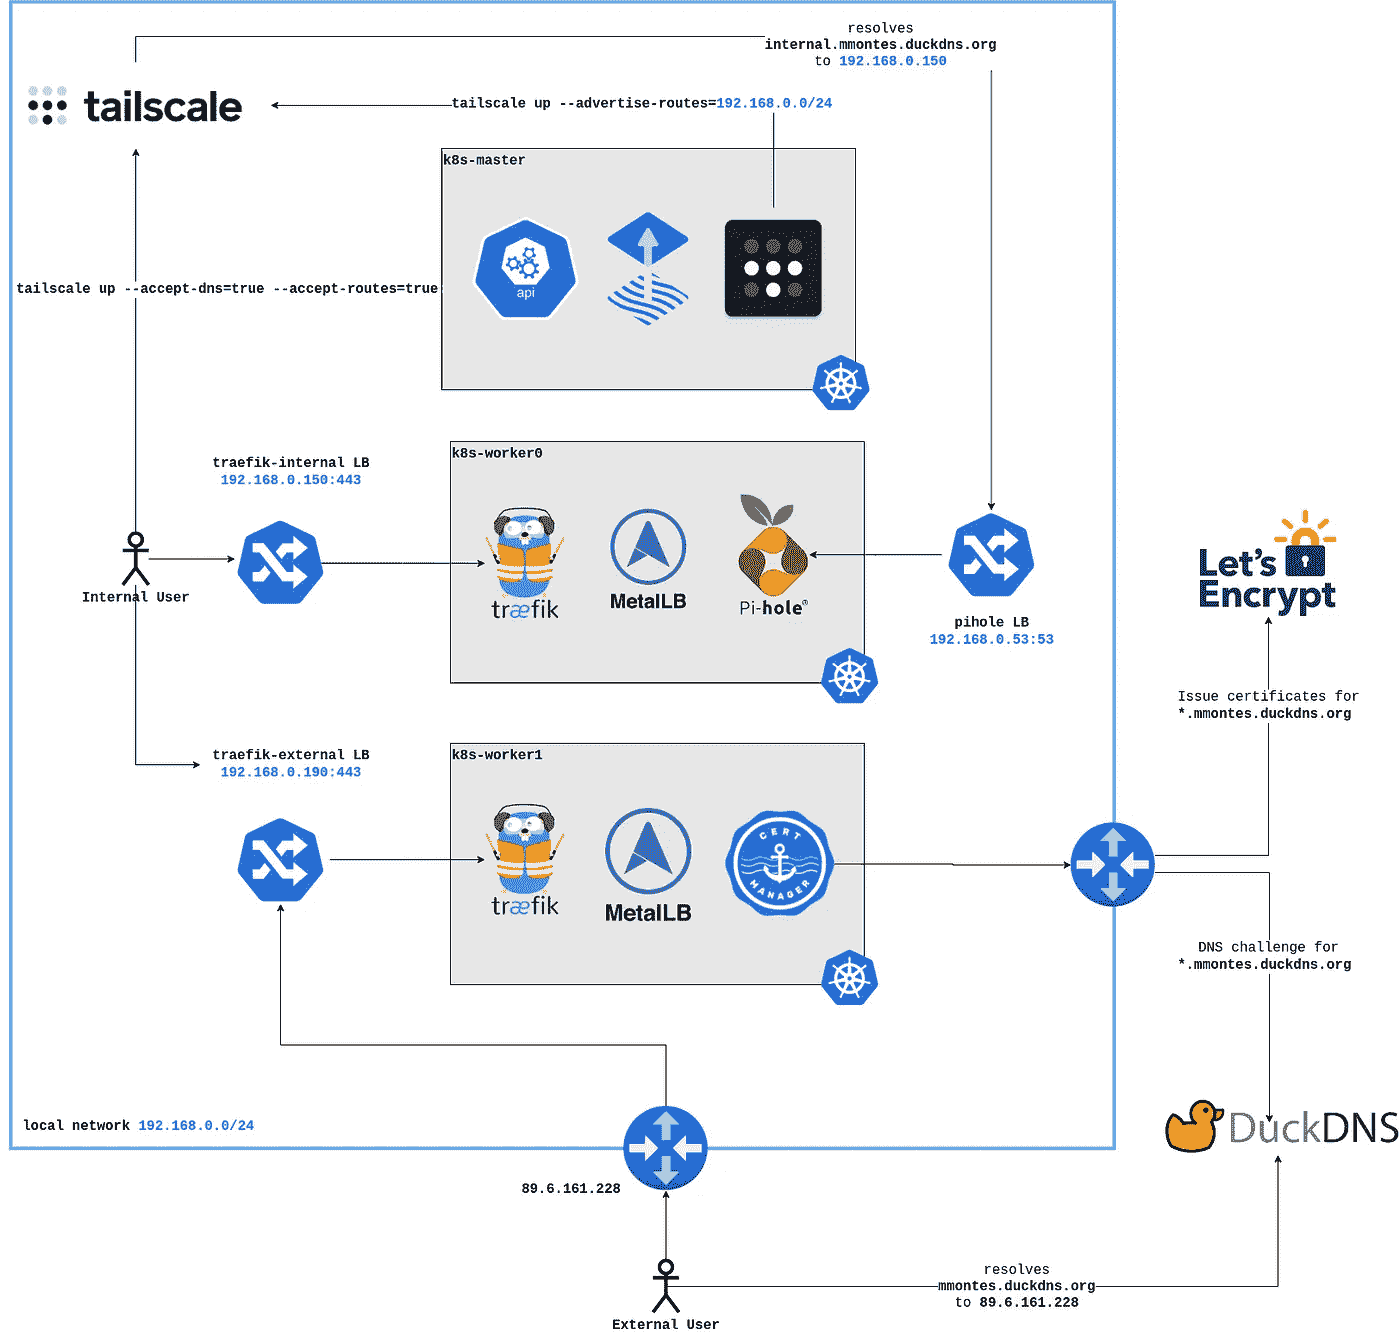 resolves
internal.mmontes.duckdns.org
to 192.168.0.150
tailscale
tailscale up --advertise-routes=192.168.0.0/24
k8s-master
api
tailscale up --accept-dns=true --accept-routes=true
traefik-internal LB
192.168.0.150:443
k8s-worker0
træfik
MetalLB
Pi-hole®
Internal User
pihole LB
192.168.0.53:53
Let's
Encrypt
Issue certificates for
*.mmontes.duckdns.org
traefik-external LB
192.168.0.190:443
k8s-worker1
træfik
MetalLB
CERT
MANAGER
DNS challenge for
*.mmontes.duckdns.org
local network 192.168.0.0/24
DuckDNS
89.6.161.228
resolves
mmontes.duckdns.org
to 89.6.161.228
External User